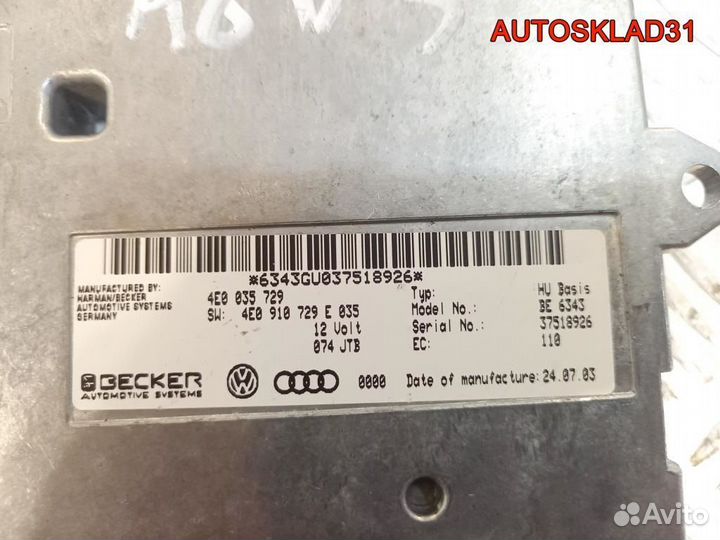 AUTOSKLAD31
*6343GU037518926*
MANUFACTURED BY:
HARMAN/BECKER
AUTOMOTIVE SYSTEMS
GERMANY
4E0 035 729
SW: 4E0 910 729 E 035
12 Volt
074 JTB
Typ: HU Basis
Model No.: BE 6343
Serial No.: 37518926
EC: 110
BECKER
AUTOMOTIVE SYSTEMS
0000 Date of manufacture: 24.07.03
Avito